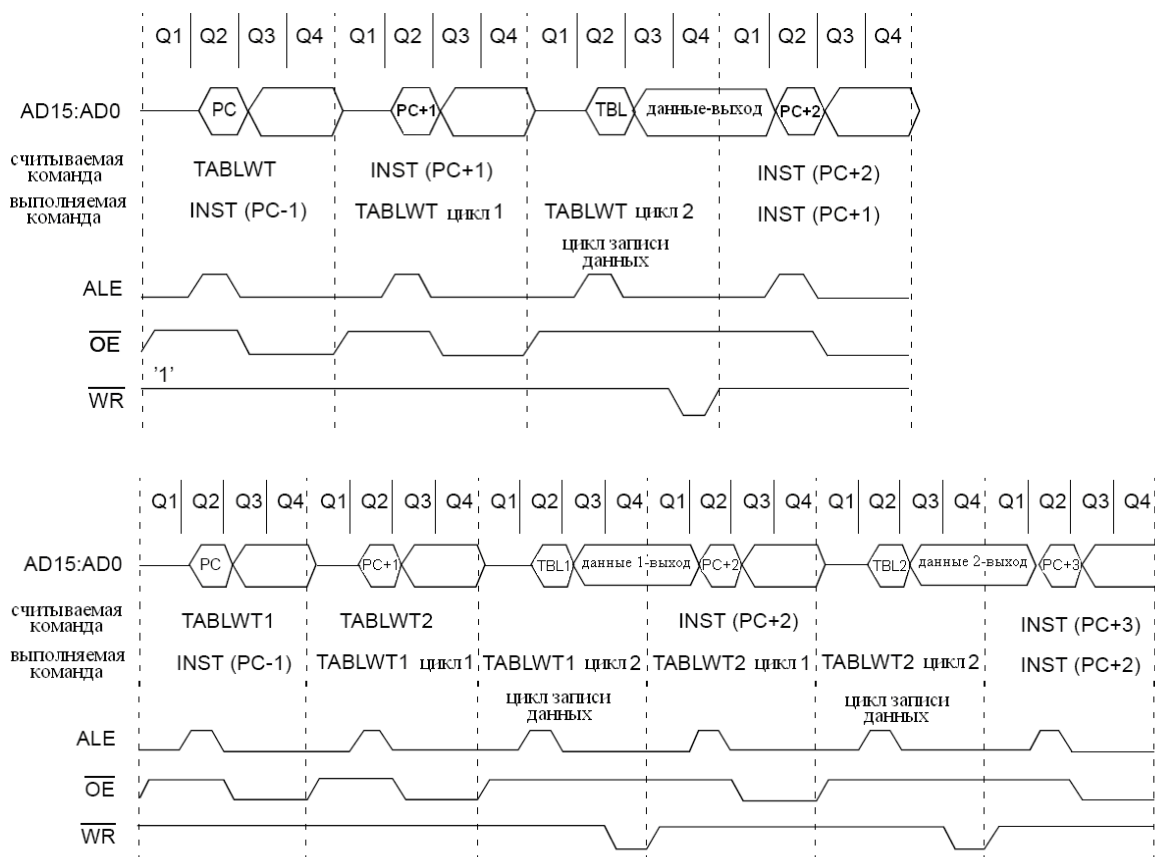 Q1 Q2 Q3 Q4 Q1 Q2 Q3 Q4 Q1 Q2 Q3 Q4 Q1 Q2 Q3 Q4
AD15:AD0 PC PC+1 TBL данные-выход PC+2
считываемая
команда
TABLWT INST (PC+1) INST (PC+2)
выполняемая
команда
INST (PC-1) TABLWT цикл 1 TABLWT цикл 2 INST (PC+1)
цикл записи
данных
ALE
OE
'1'
WR
Q1 Q2 Q3 Q4 Q1 Q2 Q3 Q4 Q1 Q2 Q3 Q4 Q1 Q2 Q3 Q4 Q1 Q2 Q3 Q4 Q1 Q2 Q3 Q4
AD15:AD0 PC PC+1 TBL1 данные 1-выход PC+2 TBL2 данные 2-выход PC+3
считываемая
команда
TABLWT1 TABLWT2 INST (PC+2) INST (PC+3)
выполняемая
команда
INST (PC-1) TABLWT1 цикл 1 TABLWT1 цикл 2 TABLWT2 цикл 1 TABLWT2 цикл 2 INST (PC+2)
цикл записи
данных
цикл записи
данных
ALE
OE
WR